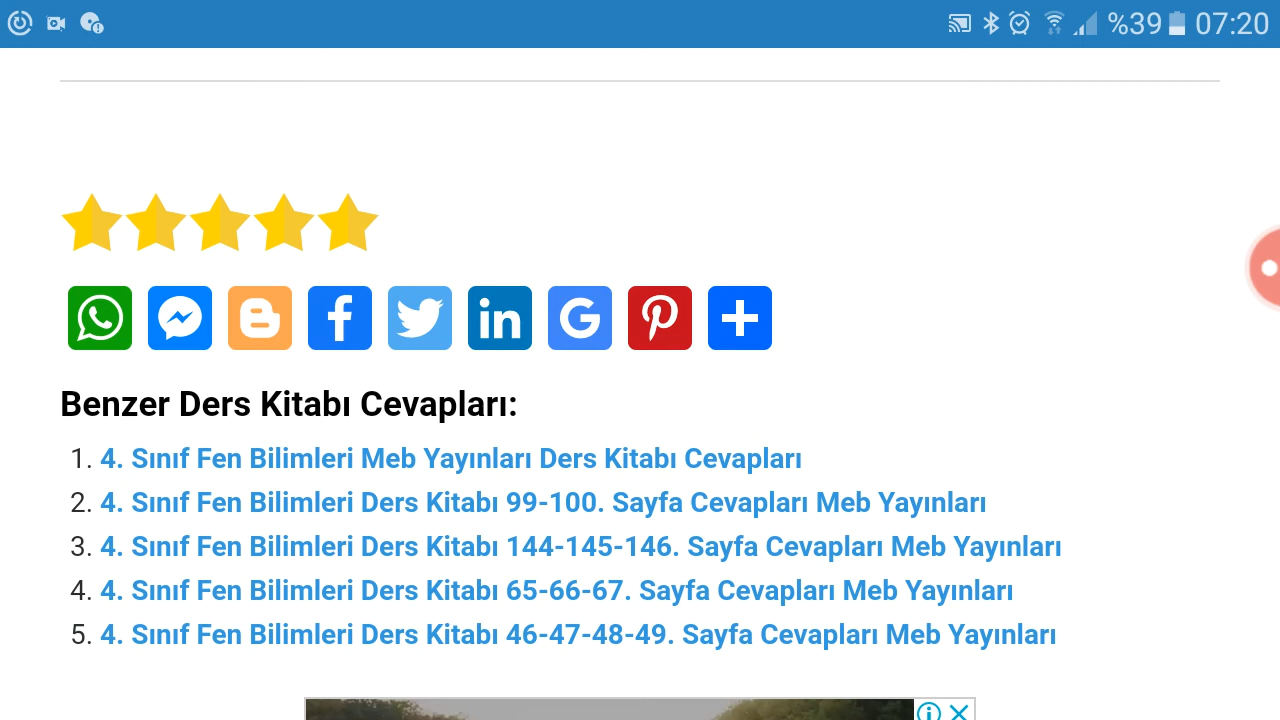 %39 07:20
Benzer Ders Kitabı Cevapları:
1. 4. Sınıf Fen Bilimleri Meb Yayınları Ders Kitabı Cevapları
2. 4. Sınıf Fen Bilimleri Ders Kitabı 99-100. Sayfa Cevapları Meb Yayınları
3. 4. Sınıf Fen Bilimleri Ders Kitabı 144-145-146. Sayfa Cevapları Meb Yayınları
4. 4. Sınıf Fen Bilimleri Ders Kitabı 65-66-67. Sayfa Cevapları Meb Yayınları
5. 4. Sınıf Fen Bilimleri Ders Kitabı 46-47-48-49. Sayfa Cevapları Meb Yayınları